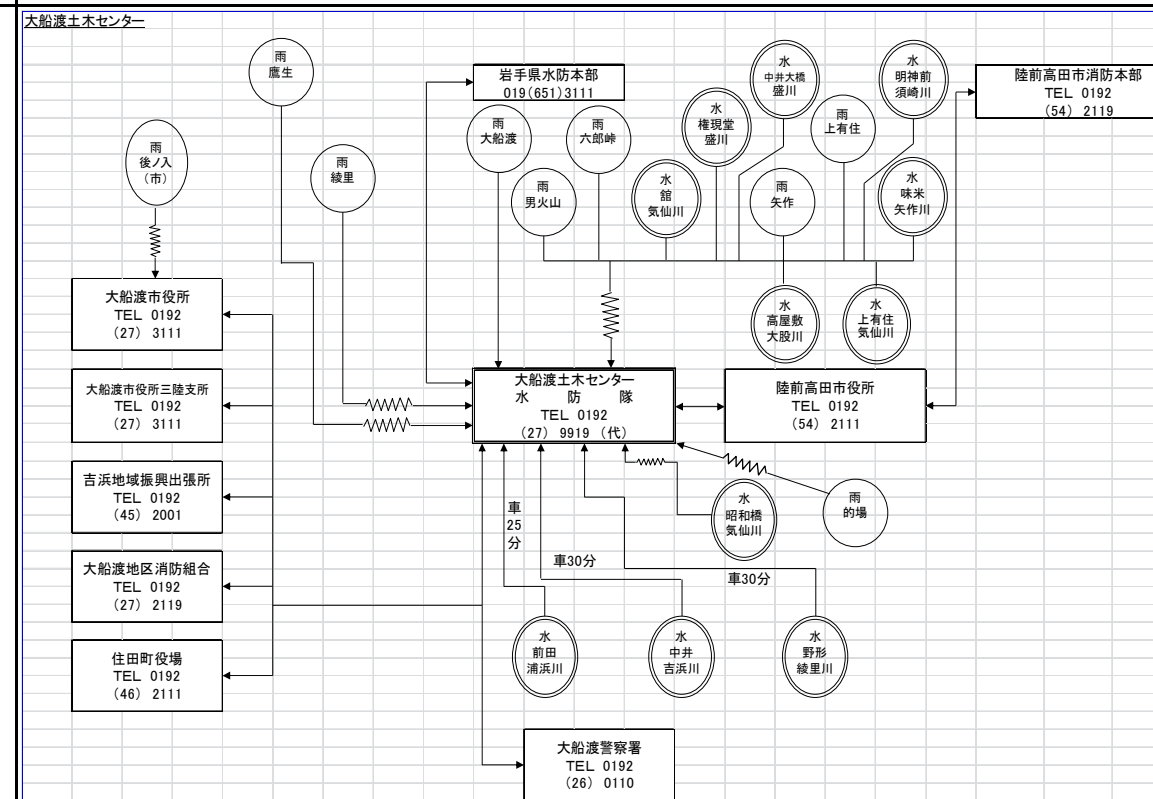 大船渡土木センター
雨
鷹生
岩手県水防本部
019(651)3111
水
中井大橋
盛川
水
明神前
須崎川
陸前高田市消防本部
TEL 0192
(54) 2119
雨
後ノ入
(市)
雨
綾里
雨
大船渡
雨
六郎峠
水
権現堂
盛川
雨
上有住
雨
男火山
水
舘
気仙川
雨
矢作
水
味米
矢作川
大船渡市役所
TEL 0192
(27) 3111
水
高屋敷
大股川
水
上有住
気仙川
大船渡市役所三陸支所
TEL 0192
(27) 3111
大船渡土木センター
水 防 隊
TEL 0192
(27) 9919 (代)
陸前高田市役所
TEL 0192
(54) 2111
吉浜地域振興出張所
TEL 0192
(45) 2001
車
25
分
水
昭和橋
気仙川
雨
的場
大船渡地区消防組合
TEL 0192
(27) 2119
車30分
車30分
住田町役場
TEL 0192
(46) 2111
水
前田
浦浜川
水
中井
吉浜川
水
野形
綾里川
大船渡警察署
TEL 0192
(26) 0110